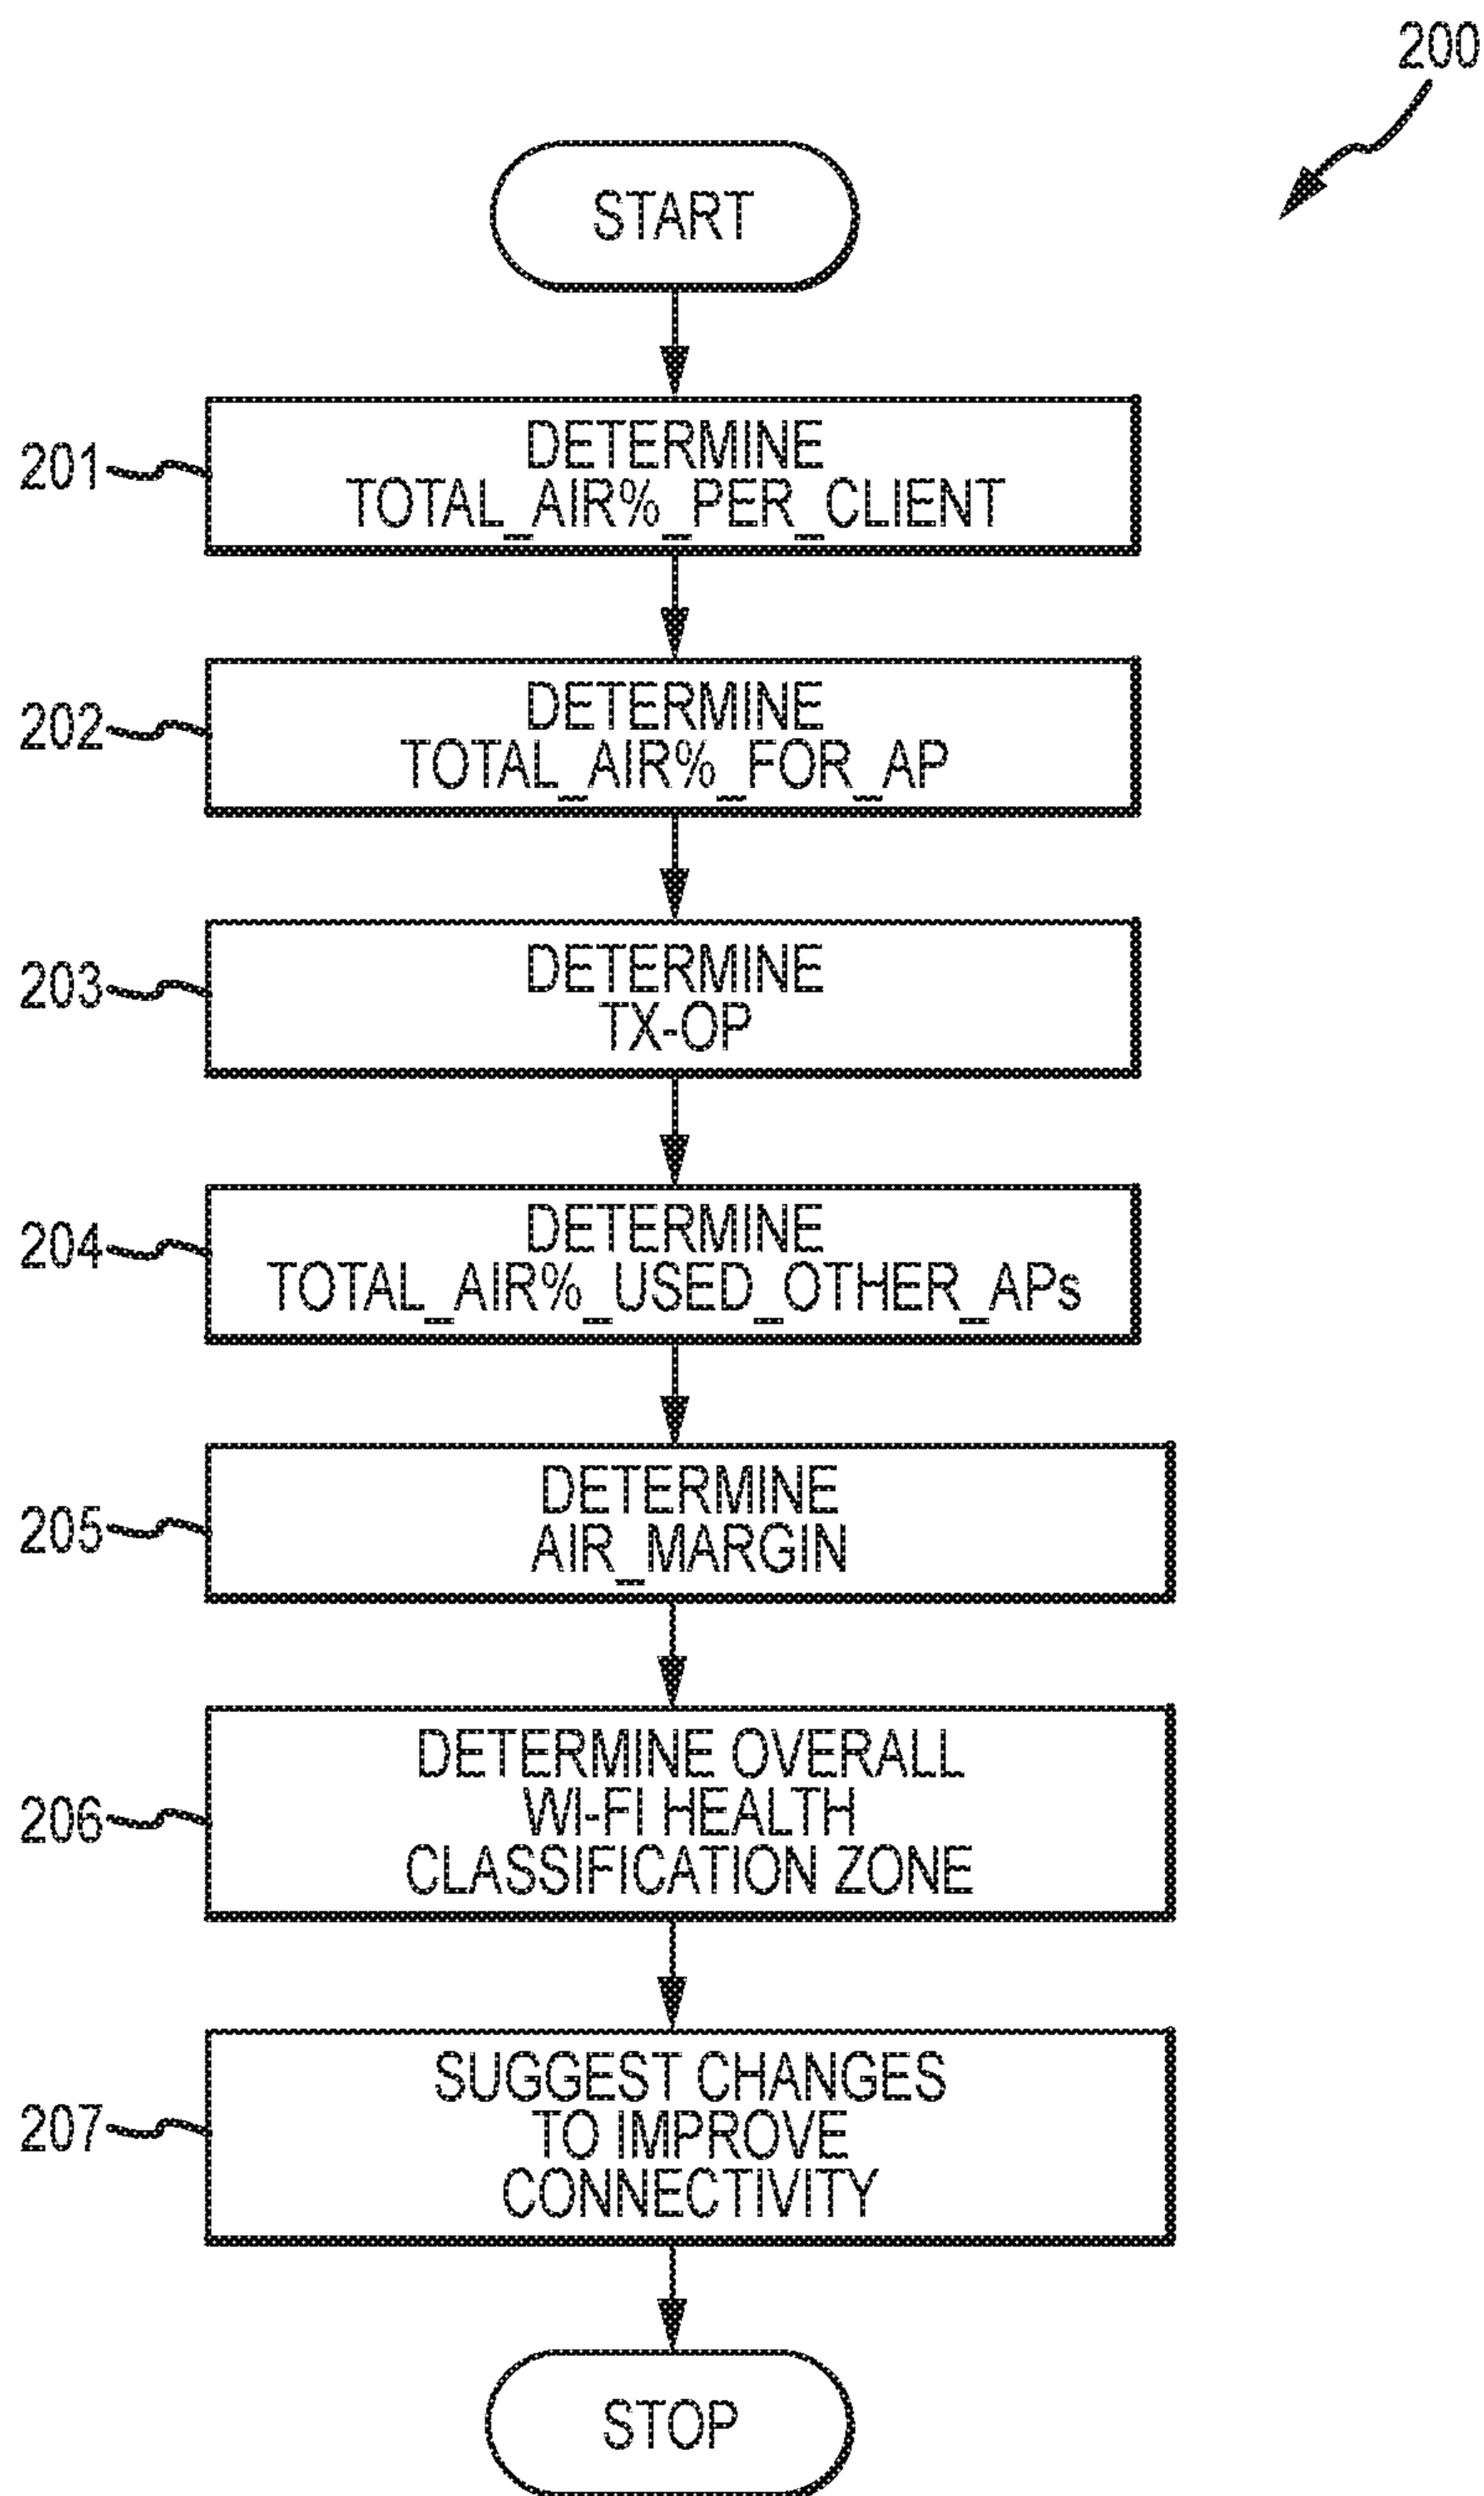 200
START
201
DETERMINE
TOTAL_AIR%_PER_CLIENT
202
DETERMINE
TOTAL_AIR%_FOR_AP
203
DETERMINE
TX-OP
204
DETERMINE
TOTAL_AIR%_USED_OTHER_APs
205
DETERMINE
AIR_MARGIN
206
DETERMINE OVERALL
WI-FI HEALTH
CLASSIFICATION ZONE
207
SUGGEST CHANGES
TO IMPROVE
CONNECTIVITY
STOP